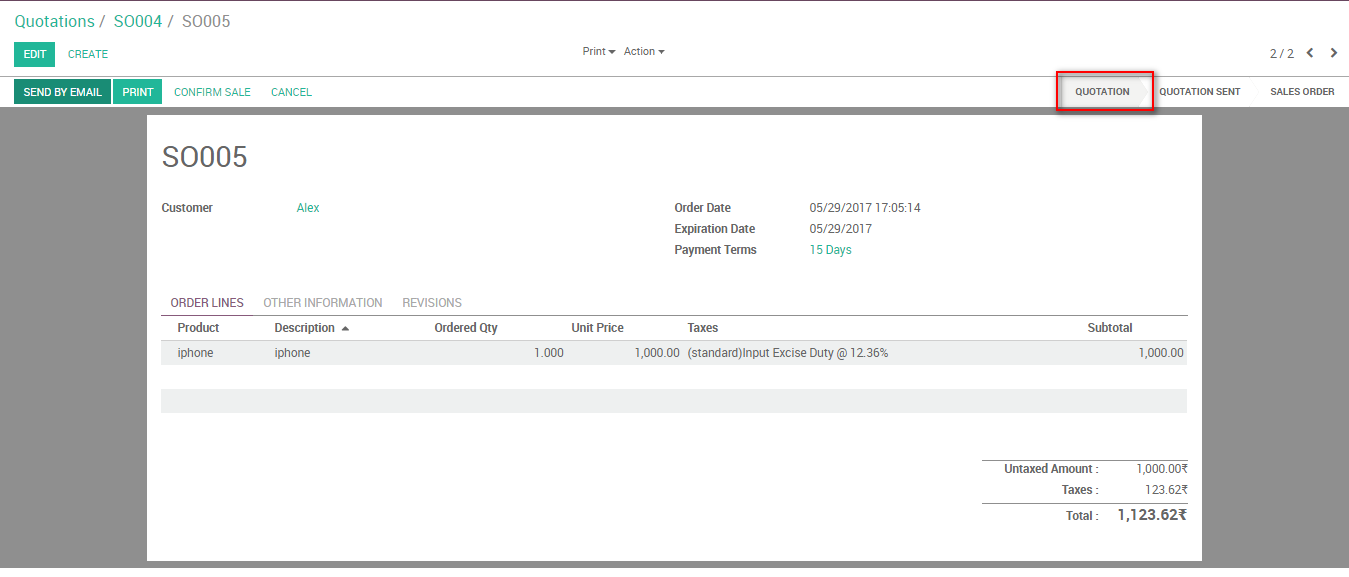 Quotations / SO004 / SO005
EDIT CREATE Print Action 2 / 2
SEND BY EMAIL PRINT CONFIRM SALE CANCEL QUOTATION QUOTATION SENT SALES ORDER
SO005
Customer Alex Order Date 05/29/2017 17:05:14
Expiration Date 05/29/2017
Payment Terms 15 Days
ORDER LINES OTHER INFORMATION REVISIONS
Product Description Ordered Qty Unit Price Taxes Subtotal
iphone iphone 1.000 1,000.00 (standard)Input Excise Duty @ 12.36% 1,000.00
Untaxed Amount : 1,000.00₹
Taxes : 123.62₹
Total : 1,123.62₹